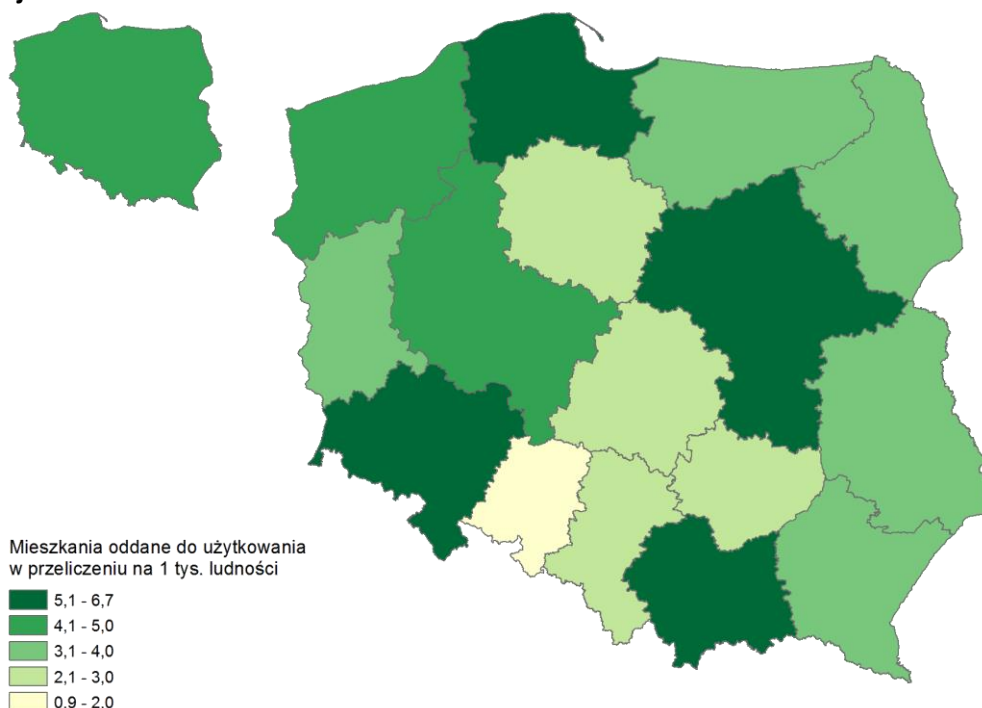 Mieszkania oddane do użytkowania
w przeliczeniu na 1 tys. ludności
5,1 - 6,7
4,1 - 5,0
3,1 - 4,0
2,1 - 3,0
0,9 - 2,0